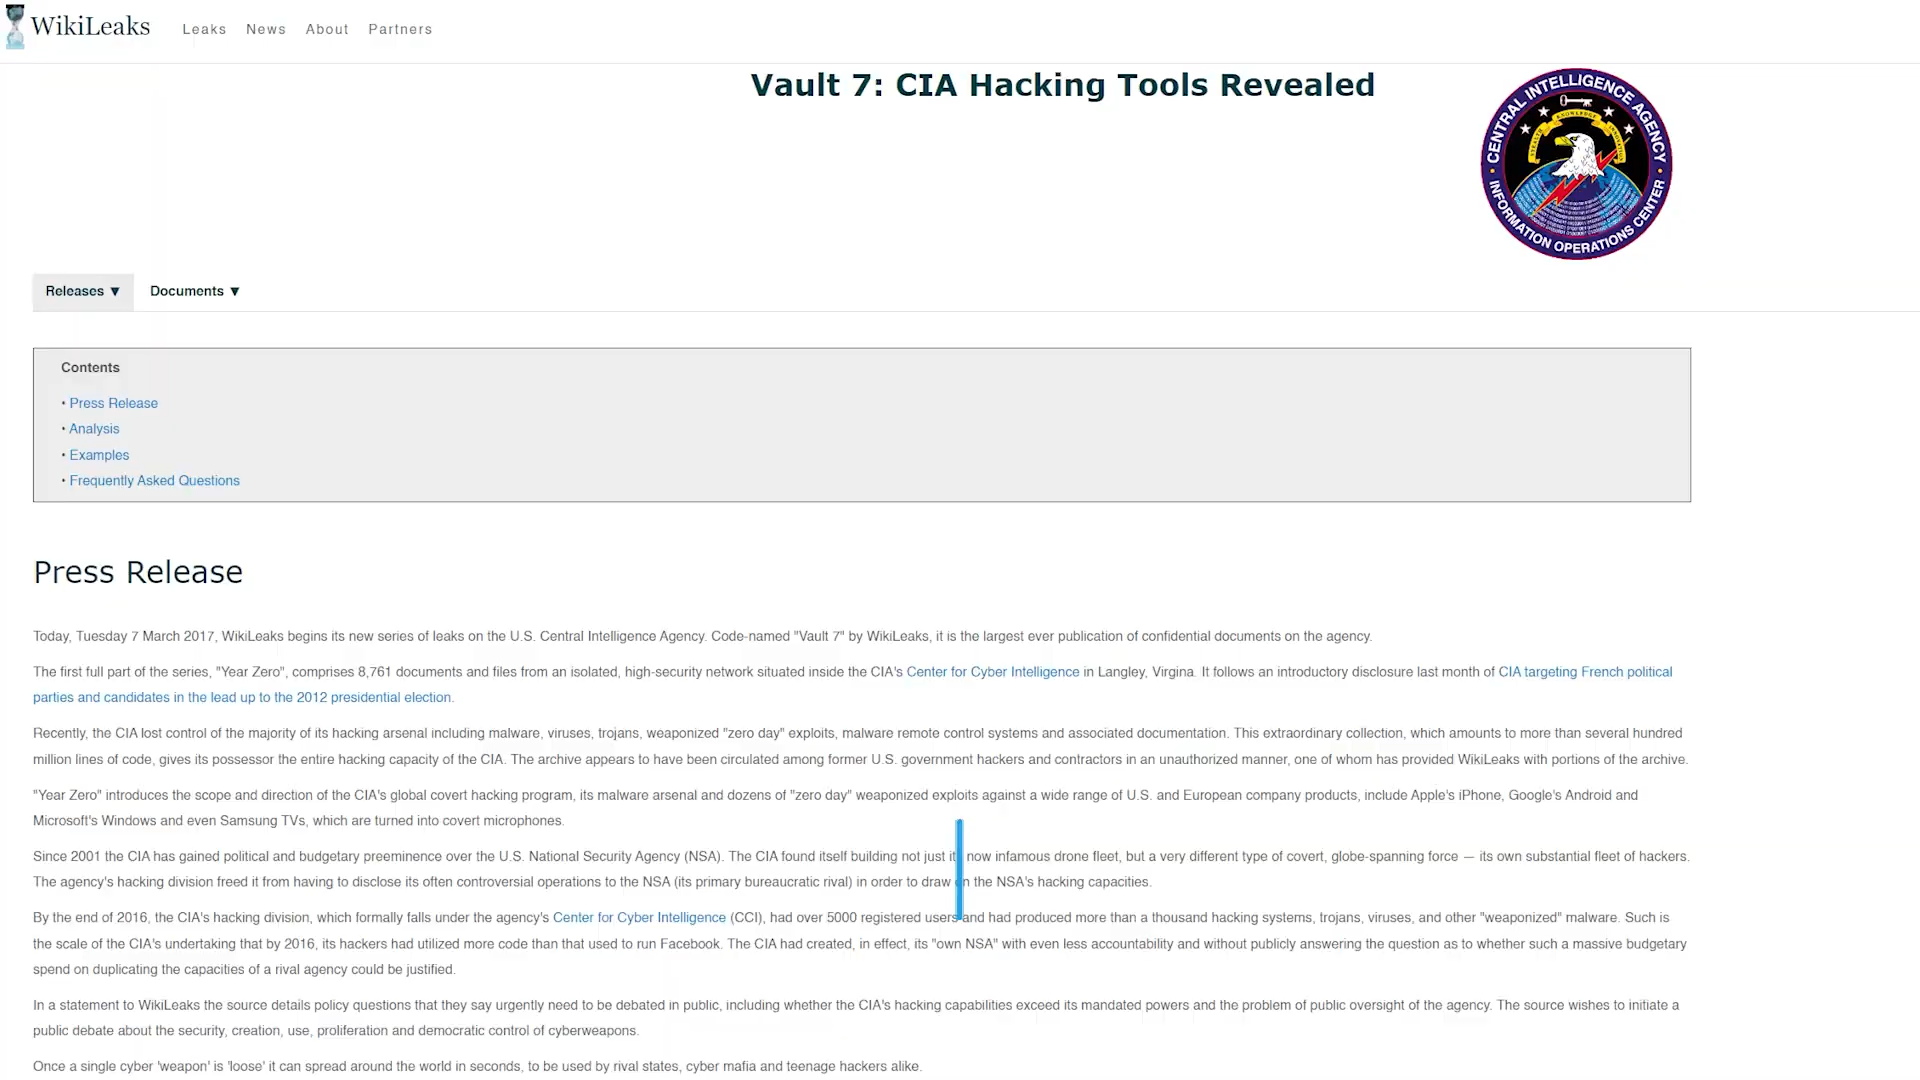 WikiLeaks
Leaks News About Partners
Vault 7: CIA Hacking Tools Revealed
CENTRAL INTELLIGENCE AGENCY
KNOWLEDGE
INFORMATION OPERATIONS CENTER
Releases ▼ Documents ▼
Contents
• Press Release
• Analysis
• Examples
• Frequently Asked Questions
Press Release
Today, Tuesday 7 March 2017, WikiLeaks begins its new series of leaks on the U.S. Central Intelligence Agency. Code-named "Vault 7" by WikiLeaks, it is the largest ever publication of confidential documents on the agency.
The first full part of the series, "Year Zero", comprises 8,761 documents and files from an isolated, high-security network situated inside the CIA's Center for Cyber Intelligence in Langley, Virgina. It follows an introductory disclosure last month of CIA targeting French political
parties and candidates in the lead up to the 2012 presidential election.
Recently, the CIA lost control of the majority of its hacking arsenal including malware, viruses, trojans, weaponized "zero day" exploits, malware remote control systems and associated documentation. This extraordinary collection, which amounts to more than several hundred
million lines of code, gives its possessor the entire hacking capacity of the CIA. The archive appears to have been circulated among former U.S. government hackers and contractors in an unauthorized manner, one of whom has provided WikiLeaks with portions of the archive.
"Year Zero" introduces the scope and direction of the CIA's global covert hacking program, its malware arsenal and dozens of "zero day" weaponized exploits against a wide range of U.S. and European company products, include Apple's iPhone, Google's Android and
Microsoft's Windows and even Samsung TVs, which are turned into covert microphones.
Since 2001 the CIA has gained political and budgetary preeminence over the U.S. National Security Agency (NSA). The CIA found itself building not just its now infamous drone fleet, but a very different type of covert, globe-spanning force — its own substantial fleet of hackers.
The agency's hacking division freed it from having to disclose its often controversial operations to the NSA (its primary bureaucratic rival) in order to draw on the NSA's hacking capacities.
By the end of 2016, the CIA's hacking division, which formally falls under the agency's Center for Cyber Intelligence (CCI), had over 5000 registered users and had produced more than a thousand hacking systems, trojans, viruses, and other "weaponized" malware. Such is
the scale of the CIA's undertaking that by 2016, its hackers had utilized more code than that used to run Facebook. The CIA had created, in effect, its "own NSA" with even less accountability and without publicly answering the question as to whether such a massive budgetary
spend on duplicating the capacities of a rival agency could be justified.
In a statement to WikiLeaks the source details policy questions that they say urgently need to be debated in public, including whether the CIA's hacking capabilities exceed its mandated powers and the problem of public oversight of the agency. The source wishes to initiate a
public debate about the security, creation, use, proliferation and democratic control of cyberweapons.
Once a single cyber 'weapon' is 'loose' it can spread around the world in seconds, to be used by rival states, cyber mafia and teenage hackers alike.